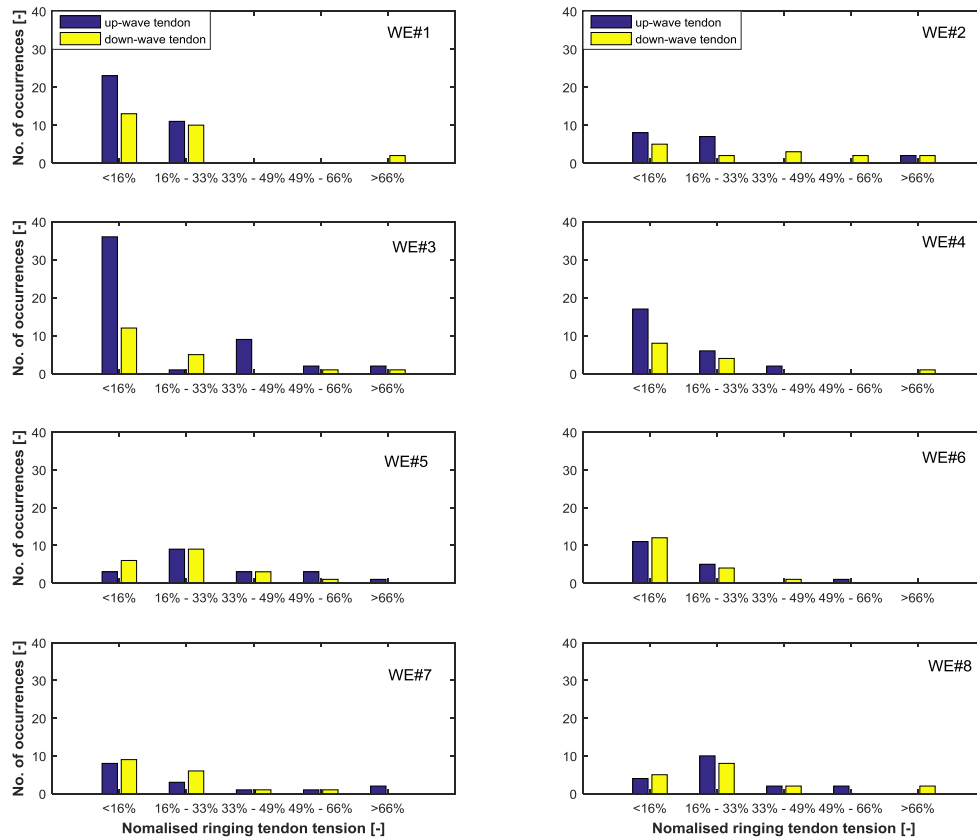 up-wave tendon
down-wave tendon
WE#1
No. of occurrences [-]
40
30
20
10
0
<16% 16% - 33% 33% - 49% 49% - 66% >66%
up-wave tendon
down-wave tendon
WE#2
40
30
20
10
0
<16% 16% - 33% 33% - 49% 49% - 66% >66%
WE#3
No. of occurrences [-]
40
30
20
10
0
<16% 16% - 33% 33% - 49% 49% - 66% >66%
WE#4
40
30
20
10
0
<16% 16% - 33% 33% - 49% 49% - 66% >66%
WE#5
No. of occurrences [-]
40
30
20
10
0
<16% 16% - 33% 33% - 49% 49% - 66% >66%
WE#6
40
30
20
10
0
<16% 16% - 33% 33% - 49% 49% - 66% >66%
WE#7
No. of occurrences [-]
40
30
20
10
0
<16% 16% - 33% 33% - 49% 49% - 66% >66%
Nomalised ringing tendon tension [-]
WE#8
40
30
20
10
0
<16% 16% - 33% 33% - 49% 49% - 66% >66%
Nomalised ringing tendon tension [-]